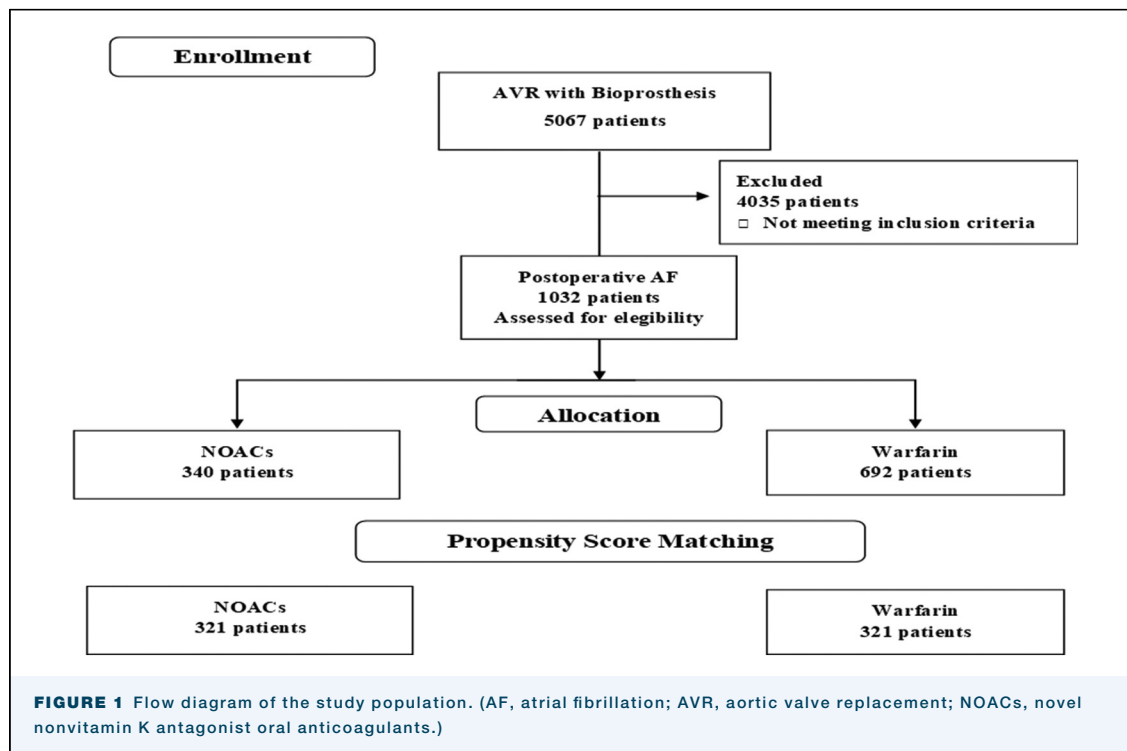 Enrollment
AVR with Bioprosthesis
5067 patients
Excluded
4035 patients
□ Not meeting inclusion criteria
Postoperative AF
1032 patients
Assessed for elegibility
Allocation
NOACs
340 patients
Warfarin
692 patients
Propensity Score Matching
NOACs
321 patients
Warfarin
321 patients
FIGURE 1 Flow diagram of the study population. (AF, atrial fibrillation; AVR, aortic valve replacement; NOACs, novel
nonvitamin K antagonist oral anticoagulants.)